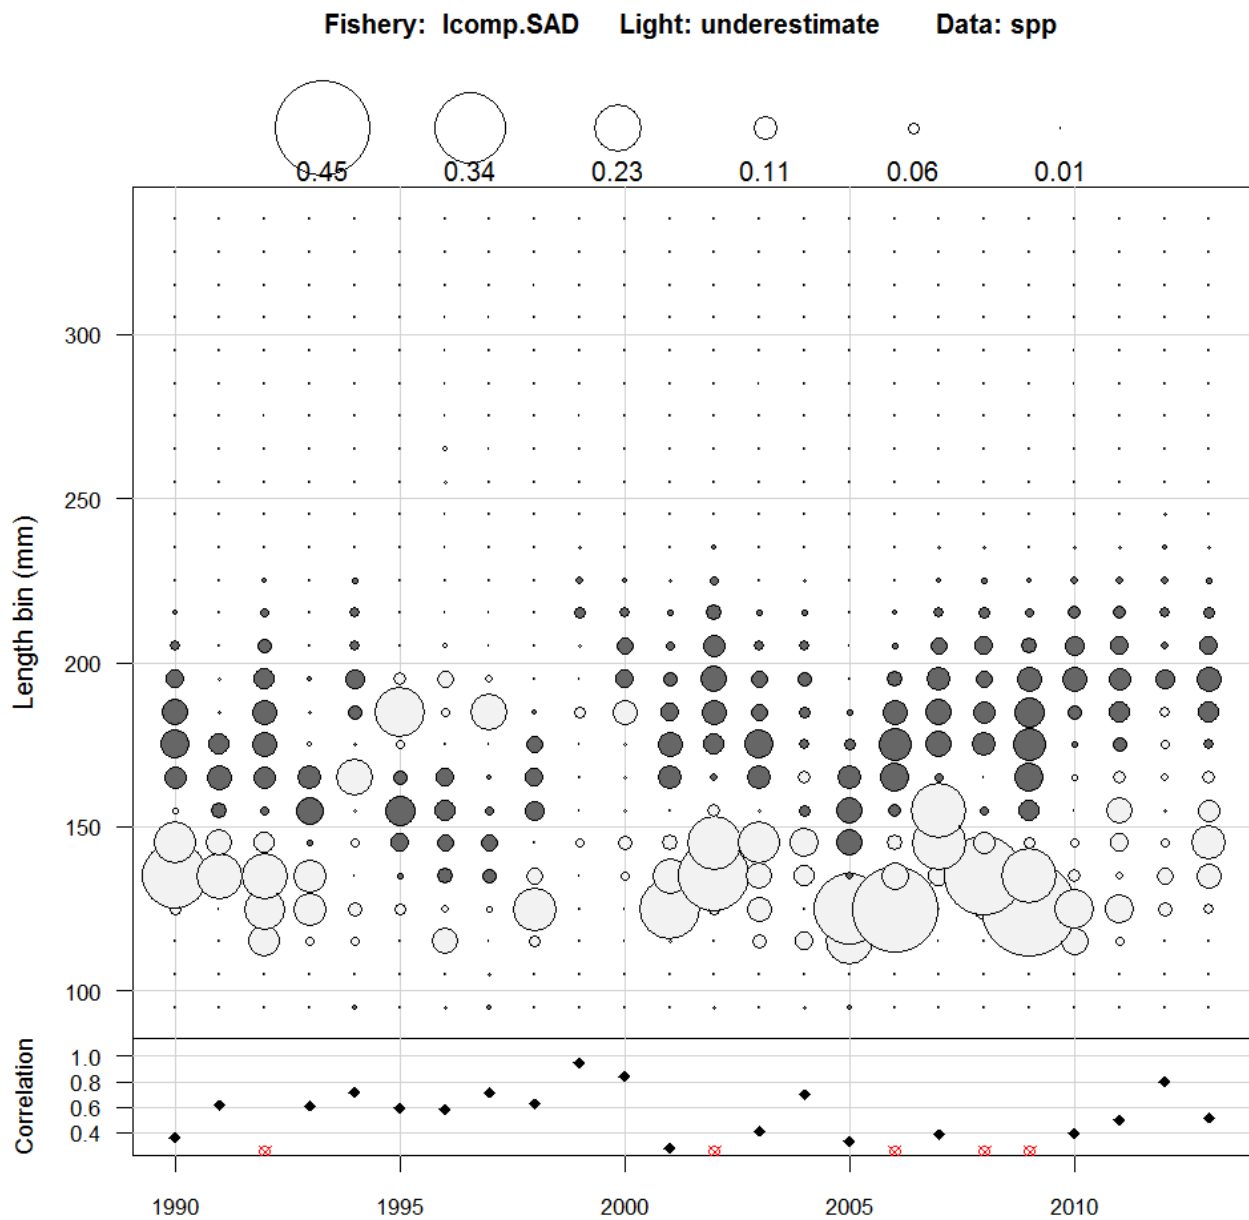 Fishery: lcomp.SAD Light: underestimate Data: spp
0.45 0.34 0.23 0.11 0.06 0.01
Length bin (mm)
300
250
200
150
100
Correlation
1.0
0.8
0.6
0.4
1990 1995 2000 2005 2010